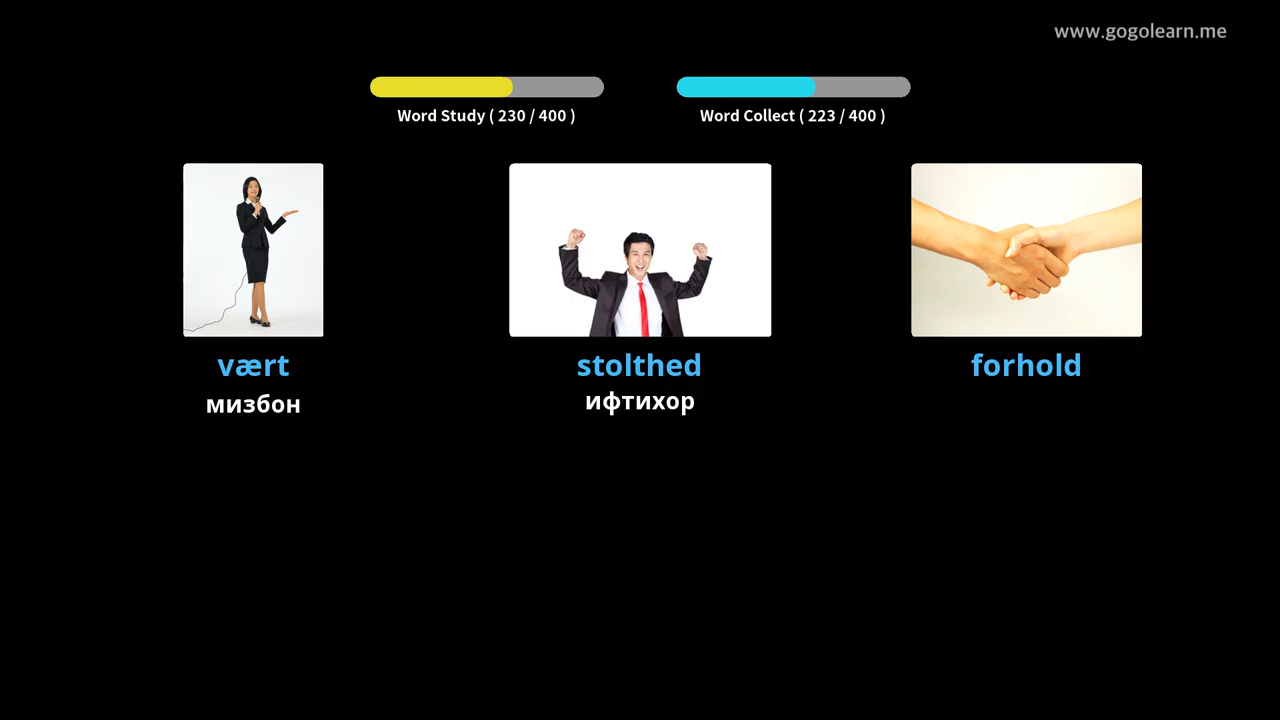 www.gogolearn.me
Word Study ( 230 / 400 )
Word Collect ( 223 / 400 )
vært
stolthed
forhold
мизбон
ифтихор